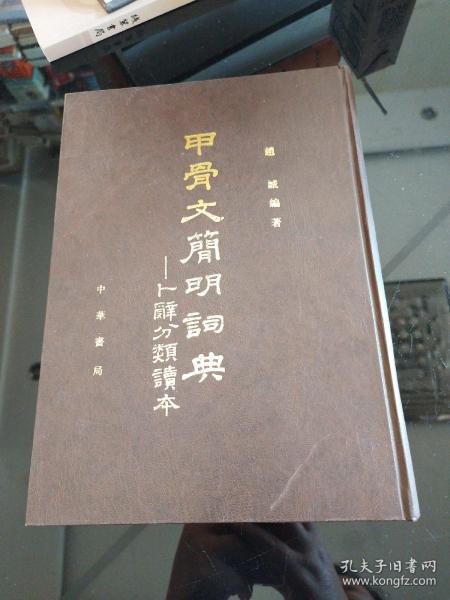 趙誠編著
甲骨文簡明詞典
—卜辭分類讀本
中華書局
孔夫子旧书网
www.kongfz.com